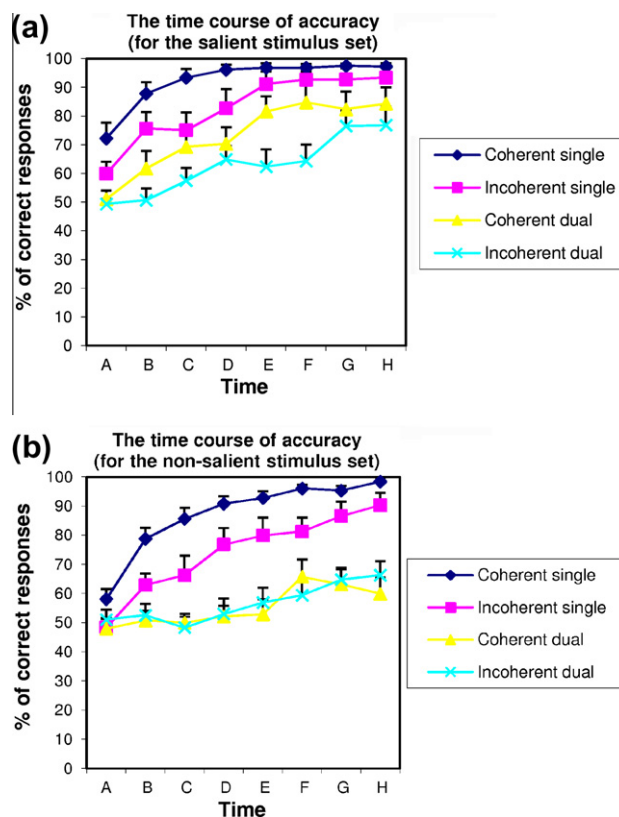 (a)
The time course of accuracy
(for the salient stimulus set)
% of correct responses
100
90
80
70
60
50
40
30
20
10
0
A B C D E F G H
Time
Coherent single
Incoherent single
Coherent dual
Incoherent dual
(b)
The time course of accuracy
(for the non-salient stimulus set)
% of correct responses
100
90
80
70
60
50
40
30
20
10
0
A B C D E F G H
Time
Coherent single
Incoherent single
Coherent dual
Incoherent dual